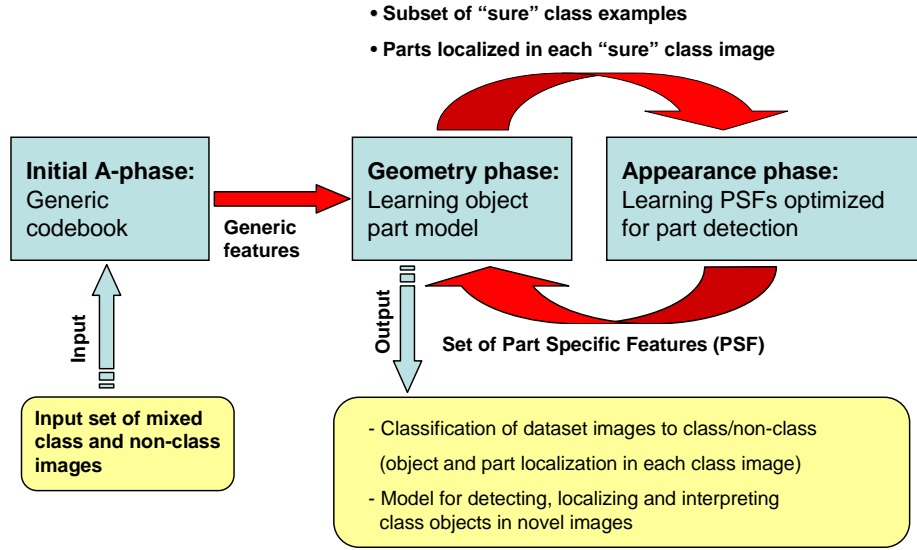 • Subset of “sure” class examples
• Parts localized in each “sure” class image
Initial A-phase:
Generic
codebook
Generic
features
Geometry phase:
Learning object
part model
Appearance phase:
Learning PSFs optimized
for part detection
Input
Output
Set of Part Specific Features (PSF)
Input set of mixed
class and non-class
images
- Classification of dataset images to class/non-class
(object and part localization in each class image)
- Model for detecting, localizing and interpreting
class objects in novel images